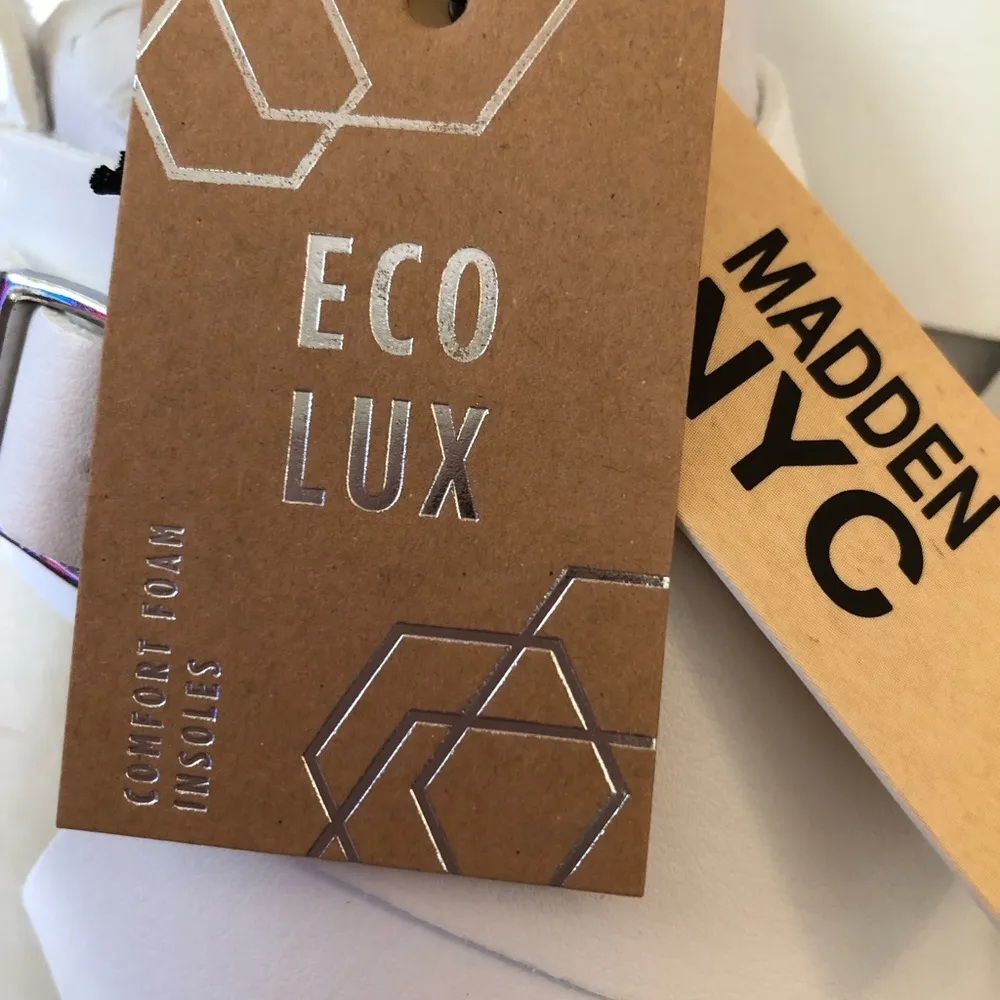 ECO
LUX
COMFORT FOAM
INSOLES
MADDEN
NYC